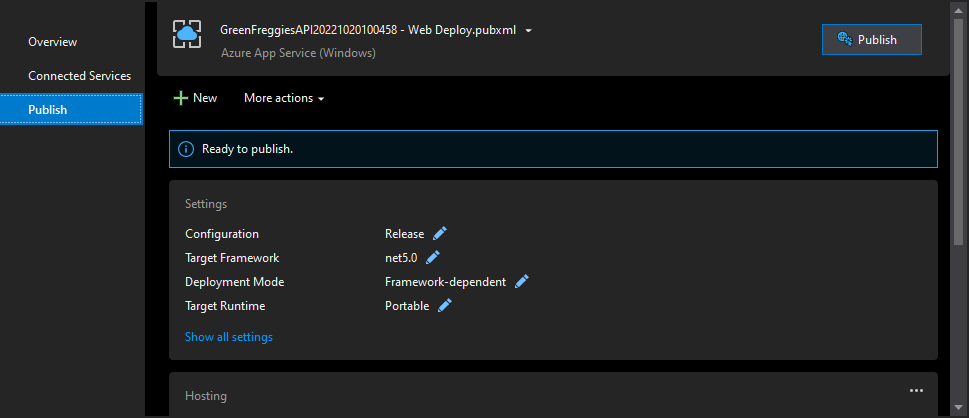 Overview
Connected Services
Publish
GreenFreggiesAPI20221020100458 - Web Deploy.pubxml
Azure App Service (Windows)
Publish
New
More actions
Ready to publish.
Settings
Configuration Release
Target Framework net5.0
Deployment Mode Framework-dependent
Target Runtime Portable
Show all settings
Hosting
...